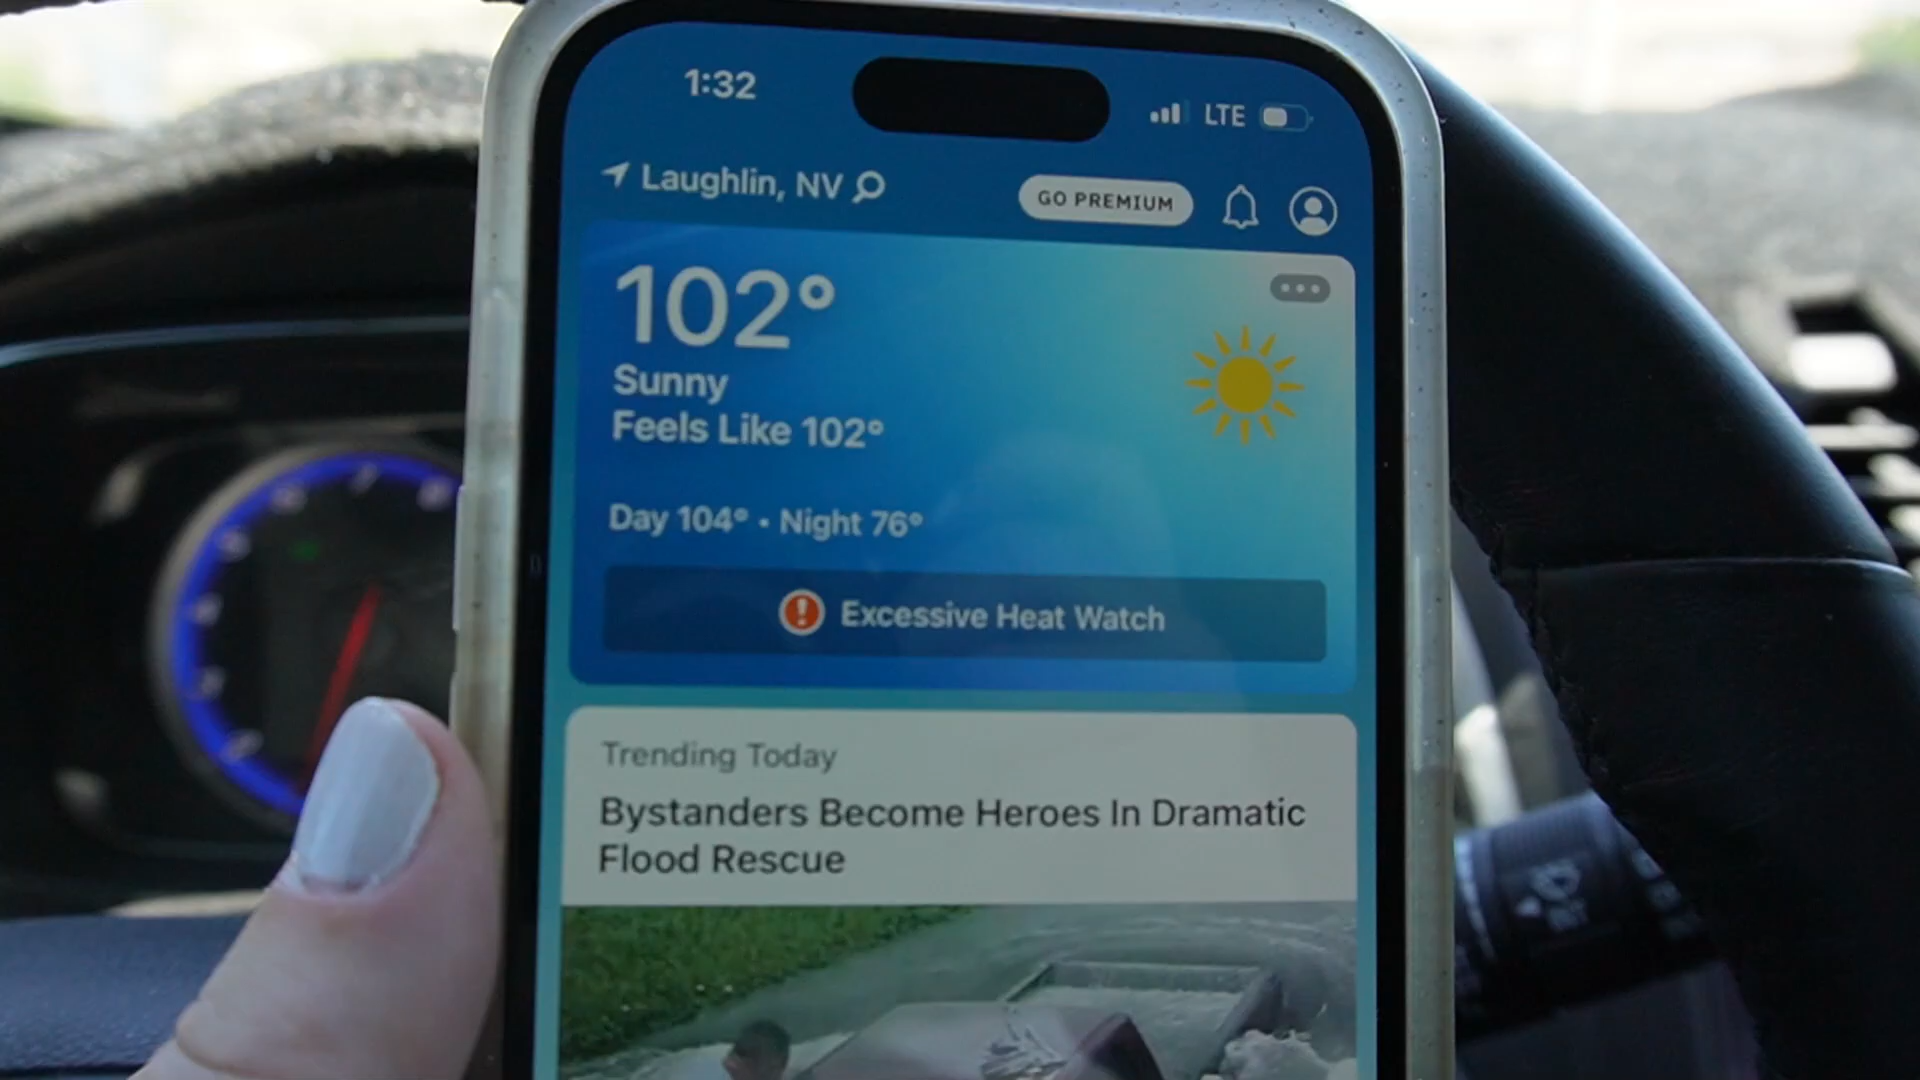 1:32
LTE
Laughlin, NV
GO PREMIUM
102°
Sunny
Feels Like 102°
Day 104° • Night 76°
Excessive Heat Watch
Trending Today
Bystanders Become Heroes In Dramatic
Flood Rescue